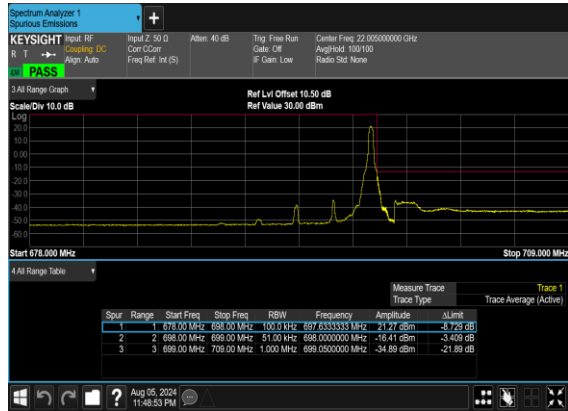 Spectrum Analyzer 1
Spurious Emissions
KEYSIGHT Input: RF Input Z: 50 Ω Atten: 40 dB Trig: Free Run Center Freq: 22.005000000 GHz
R T Coupling: DC Corr CCorr Gate: Off Avg|Hold: 100/100
Align: Auto Freq Ref: Int (S) IF Gain: Low Radio Std: None
PASS
3 All Range Graph
Ref Lvl Offset 10.50 dB
Scale/Div 10.0 dB Ref Value 30.00 dBm
Log
20.0
10.0
0.00
-10.0
-20.0
-30.0
-40.0
-50.0
-60.0
Start 678.000 MHz Stop 709.000 MHz
4 All Range Table
Measure Trace Trace 1
Trace Type Trace Average (Active)
Spur Range Start Freq Stop Freq RBW Frequency Amplitude ΔLimit
1 1 678.00 MHz 698.00 MHz 100.0 kHz 697.6333333 MHz 21.27 dBm -8.729 dB
2 2 698.00 MHz 699.00 MHz 51.00 kHz 698.0000000 MHz -16.41 dBm -3.409 dB
3 3 699.00 MHz 709.00 MHz 1.000 MHz 699.0500000 MHz -34.89 dBm -21.89 dB
? Aug 05, 2024
11:48:53 PM